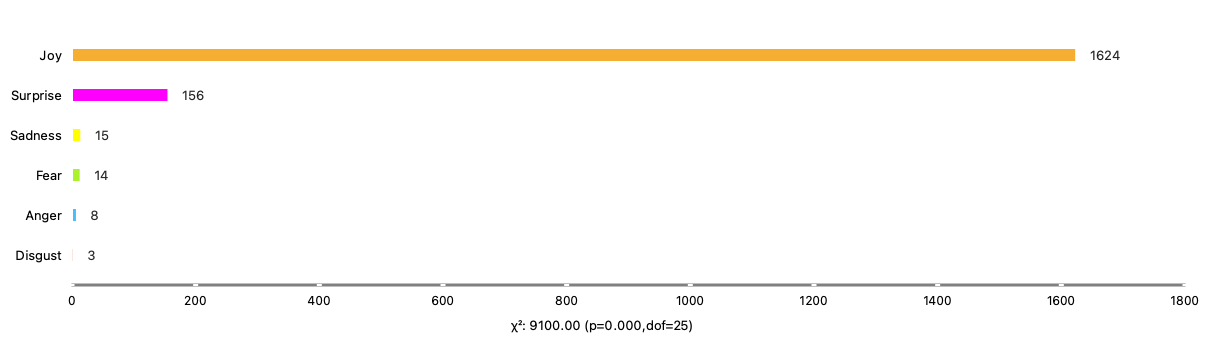 Joy 1624
Surprise 156
Sadness 15
Fear 14
Anger 8
Disgust 3
0 200 400 600 800 1000 1200 1400 1600 1800
χ²: 9100.00 (p=0.000,dof=25)